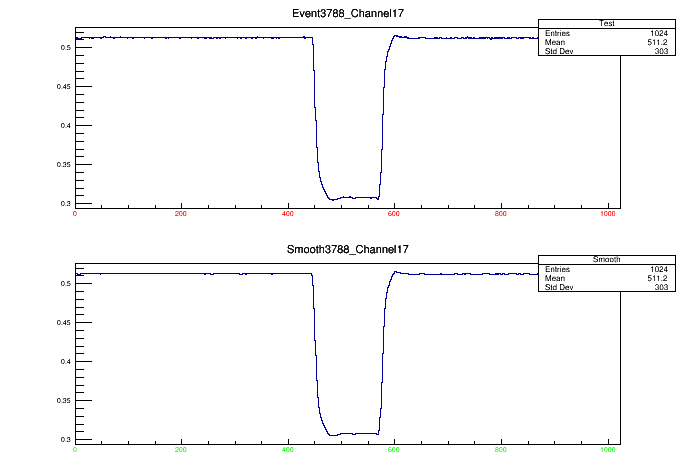 Event3788_Channel17
Test
Entries 1024
Mean 511.2
Std Dev 303
0.5
0.45
0.4
0.35
0.3
0 200 400 600 800 1000
Smooth3788_Channel17
Smooth
Entries 1024
Mean 511.2
Std Dev 303
0.5
0.45
0.4
0.35
0.3
0 200 400 600 800 1000